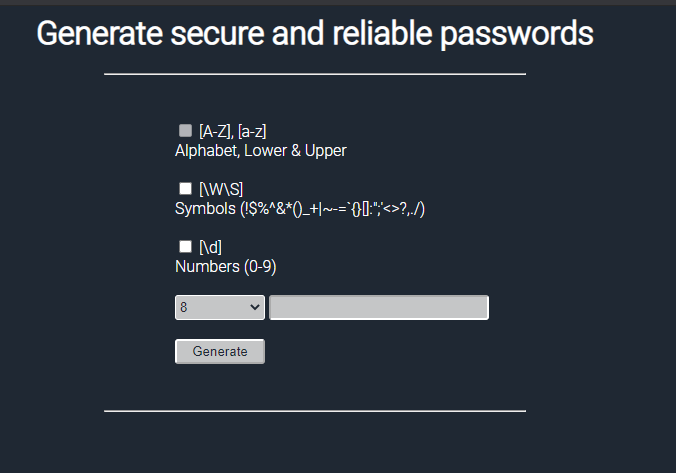 Generate secure and reliable passwords
[A-Z], [a-z]
Alphabet, Lower & Upper
[\W\S]
Symbols (!$%^&*()_+|~-=`{}[]:";'<>?,./)
[\d]
Numbers (0-9)
8
Generate